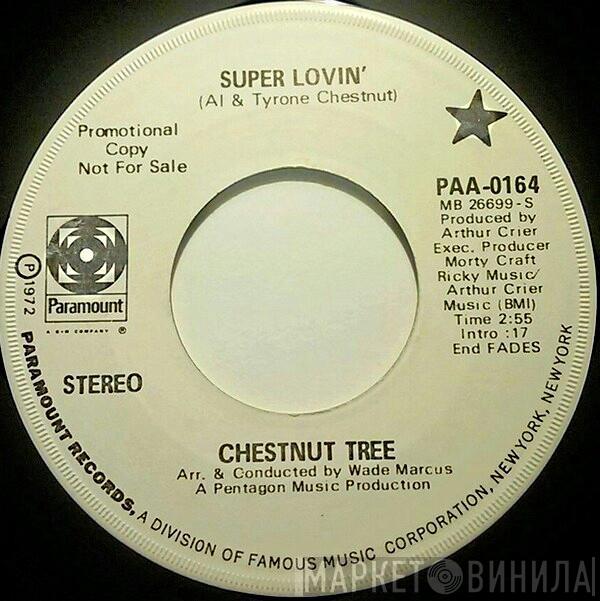 SUPER LOVIN'
(Al & Tyrone Chestnut)
Promotional
Copy
Not For Sale
PAA-0164
MB 26699-S
Produced by
Arthur Crier
Exec. Producer
Morty Craft
Ricky Music/
Arthur Crier
Music (BMI)
Time 2:55
Intro :17
End FADES
Paramount
A G+W COMPANY ®
Ⓟ 1972
STEREO
CHESTNUT TREE
Arr. & Conducted by Wade Marcus
A Pentagon Music Production
PARAMOUNT RECORDS, A DIVISION OF FAMOUS MUSIC CORPORATION, NEW YORK, NEW YORK
МАРКЕТ ВИНИЛА